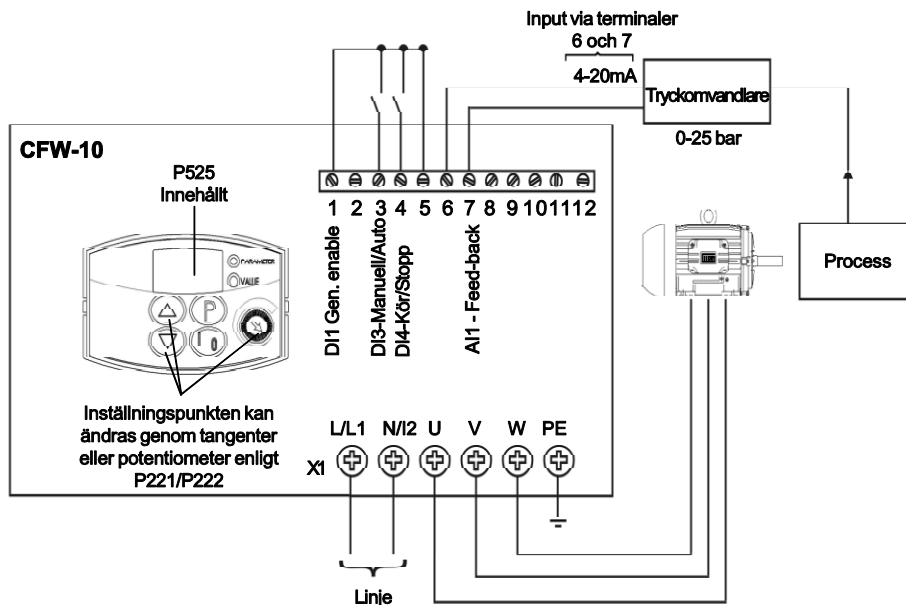 Input via terminaler
6 och 7
4-20mA
Tryckomvandlare
0-25 bar
CFW-10
P525
Innehållt
PARAMETER
VALUE
P
I
0
1 2 3 4 5 6 7 8 9 10 11 12
DI1 Gen. enable
DI3-Manuell/Auto
DI4-Kör/Stopp
AI1 - Feed-back
Process
Inställningspunkten kan
ändras genom tangenter
eller potentiometer enligt
P221/P222
L/L1 N/l2 U V W PE
X1
Linje